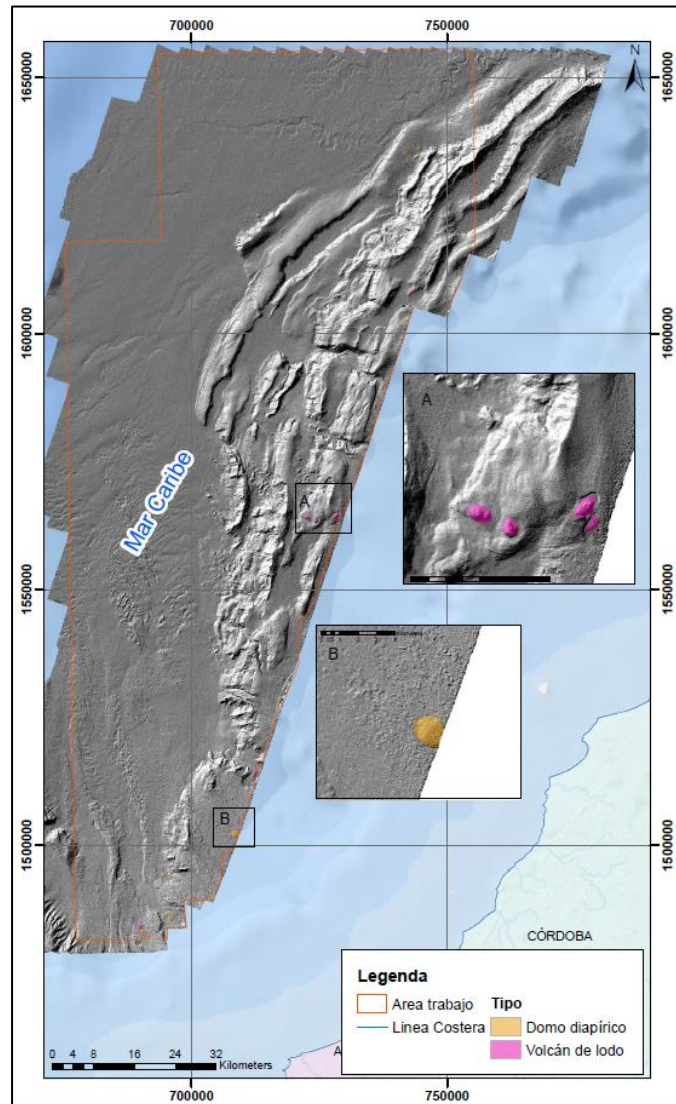 700000 750000
N
1650000 1650000
1600000 1600000
A
Mar Caribe
A
1550000 1550000
B
B
1500000 1500000
CÓRDOBA
Legenda
Area trabajo
Linea Costera
Tipo
Domo diapírico
Volcán de lodo
A
0 4 8 16 24 32
Kilometers
700000 750000